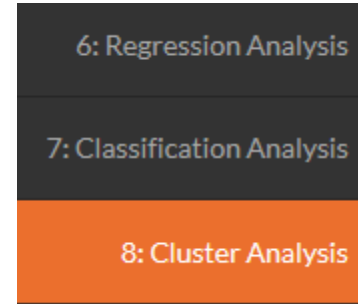 6: Regression Analysis
7: Classification Analysis
8: Cluster Analysis